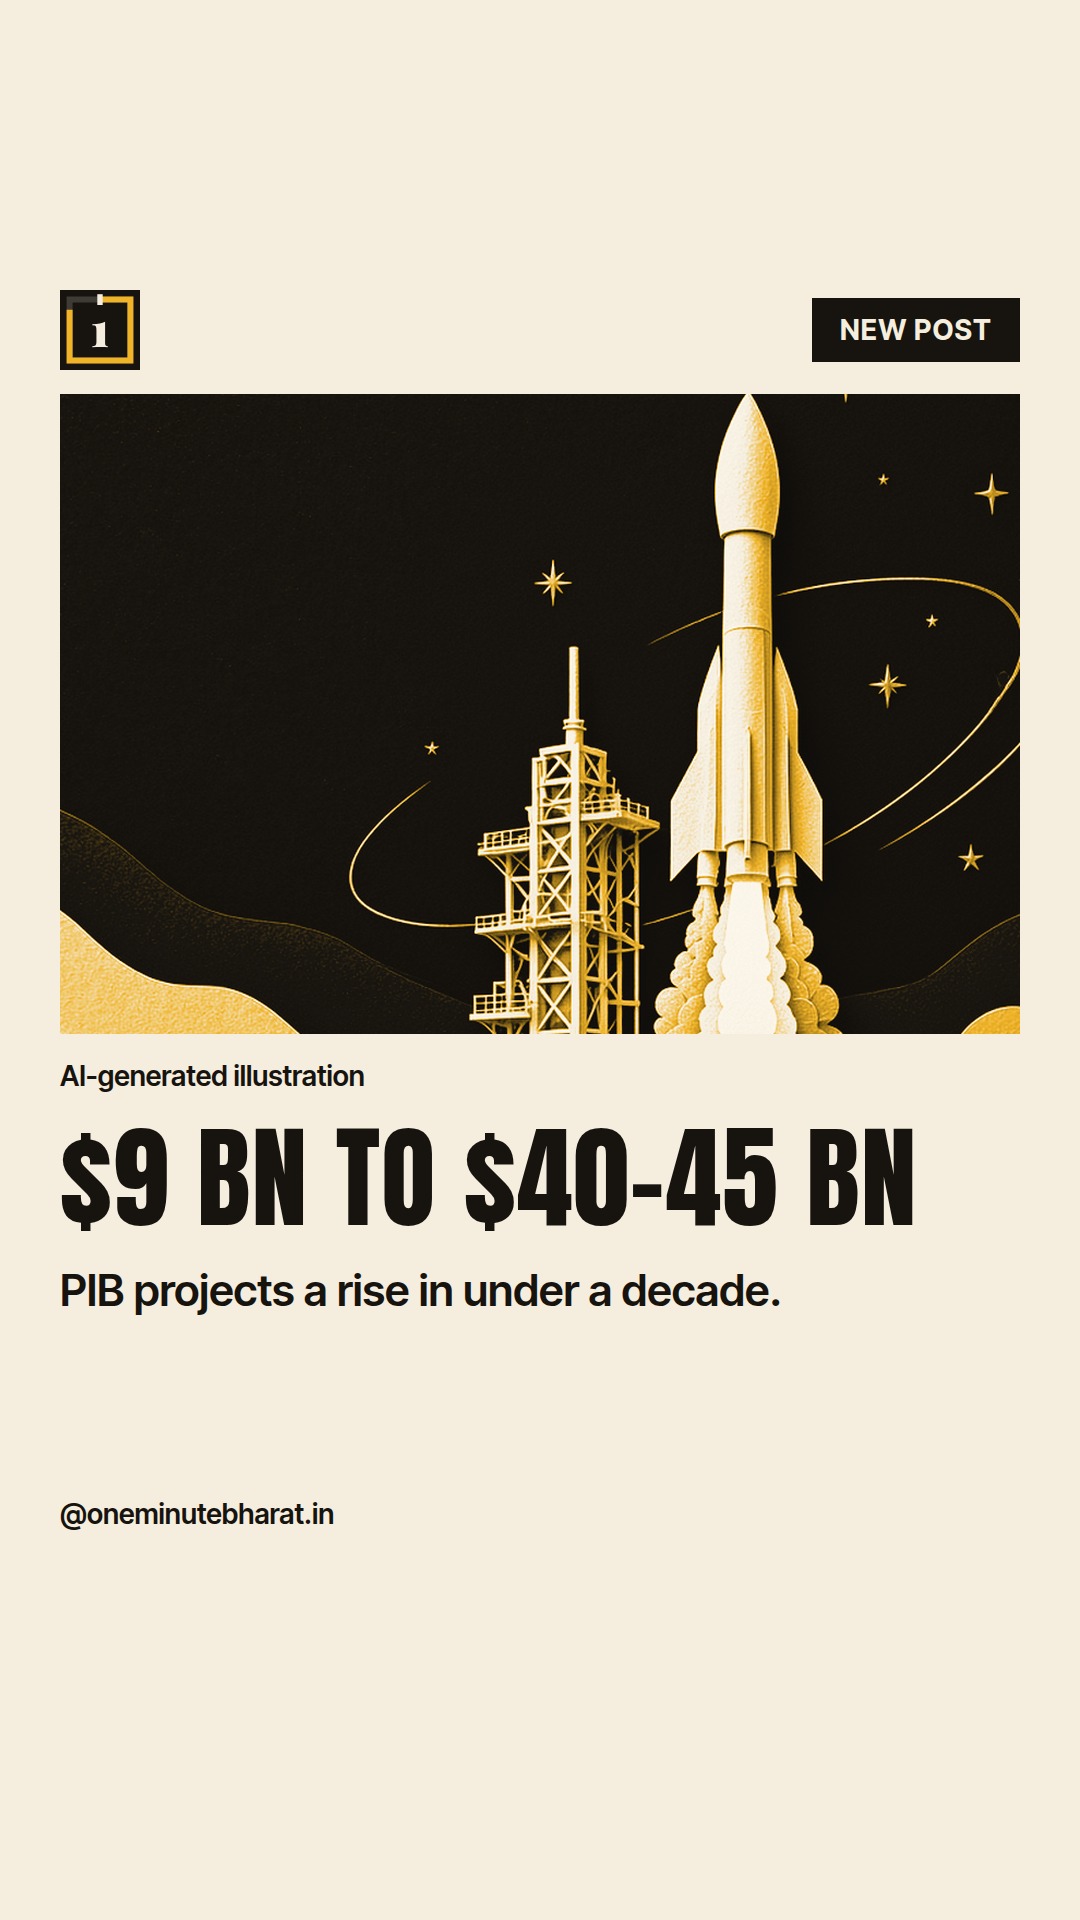 1
NEW POST
AI-generated illustration
$9 BN TO $40-45 BN
PIB projects a rise in under a decade.
@oneminutebharat.in